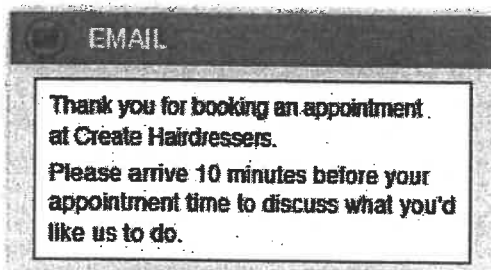 EMAIL
Thank you for booking an appointment
at Create Hairdressers.
Please arrive 10 minutes before your
appointment time to discuss what you'd
like us to do.